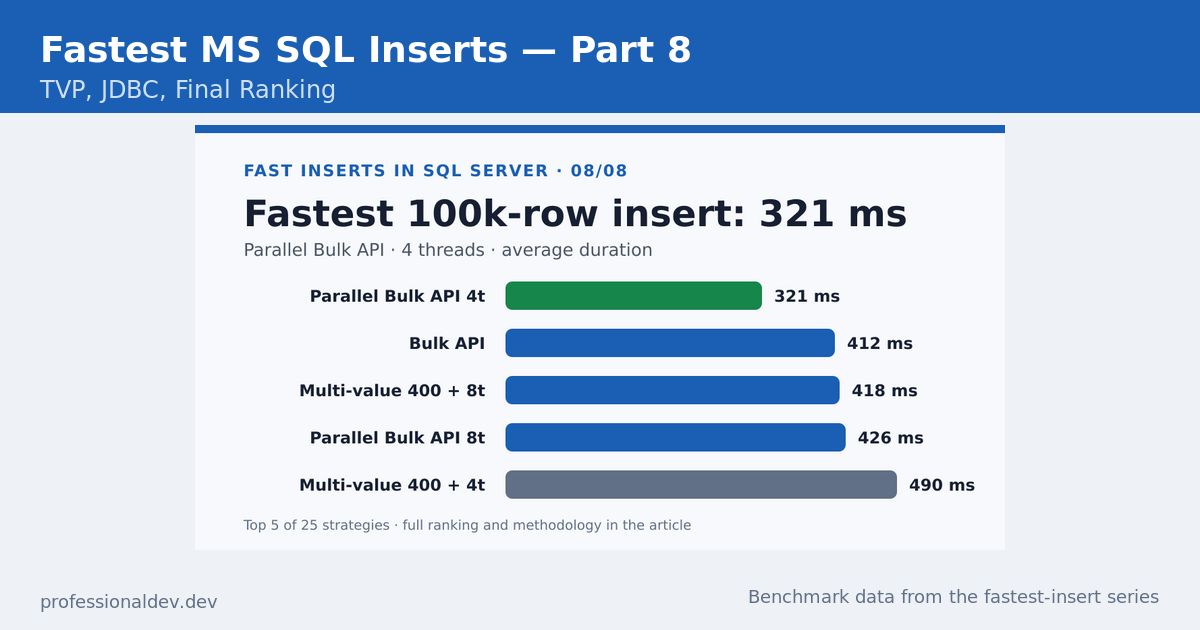 Fastest MS SQL Inserts — Part 8
TVP, JDBC, Final Ranking
FAST INSERTS IN SQL SERVER · 08/08
Fastest 100k-row insert: 321 ms
Parallel Bulk API · 4 threads · average duration
Parallel Bulk API 4t 321 ms
Bulk API 412 ms
Multi-value 400 + 8t 418 ms
Parallel Bulk API 8t 426 ms
Multi-value 400 + 4t 490 ms
Top 5 of 25 strategies · full ranking and methodology in the article
professionaldev.dev
Benchmark data from the fastest-insert series